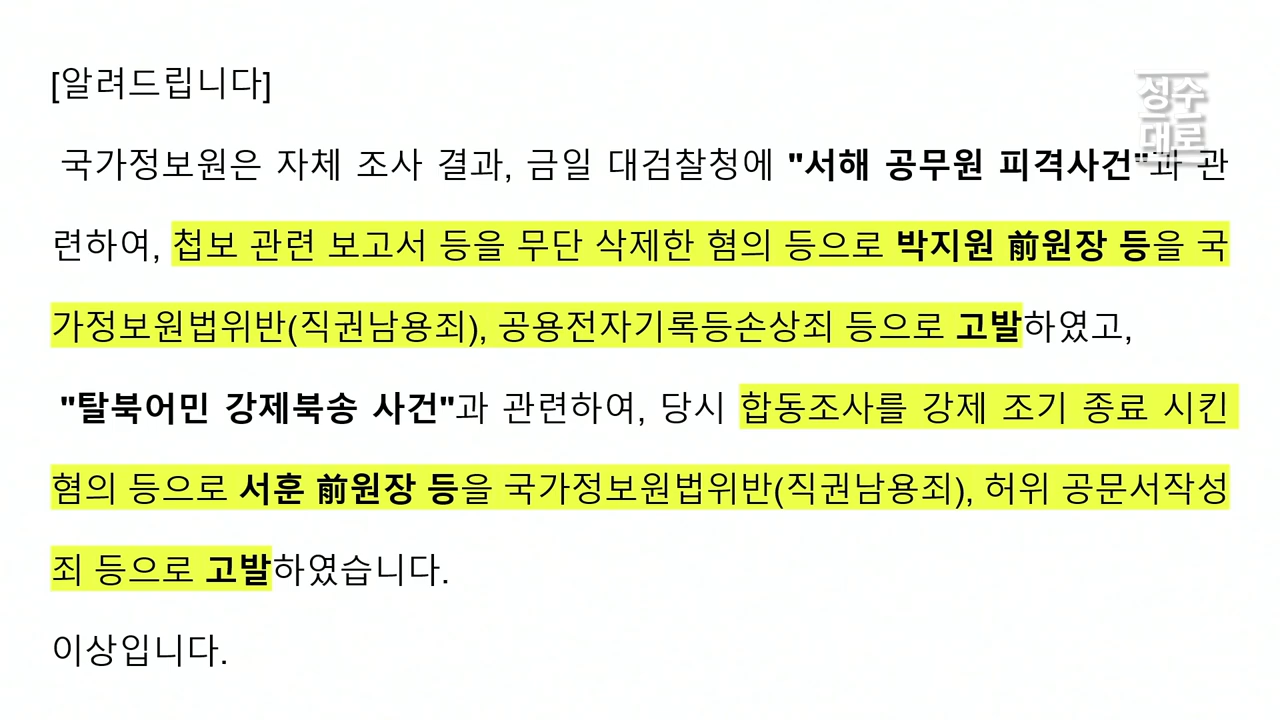 [알려드립니다]
성수
대로
국가정보원은 자체 조사 결과, 금일 대검찰청에 "서해 공무원 피격사건"과 관
련하여, 첩보 관련 보고서 등을 무단 삭제한 혐의 등으로 박지원 前원장 등을 국
가정보원법위반(직권남용죄), 공용전자기록등손상죄 등으로 고발하였고,
"탈북어민 강제북송 사건"과 관련하여, 당시 합동조사를 강제 조기 종료 시킨
혐의 등으로 서훈 前원장 등을 국가정보원법위반(직권남용죄), 허위 공문서작성
죄 등으로 고발하였습니다.
이상입니다.